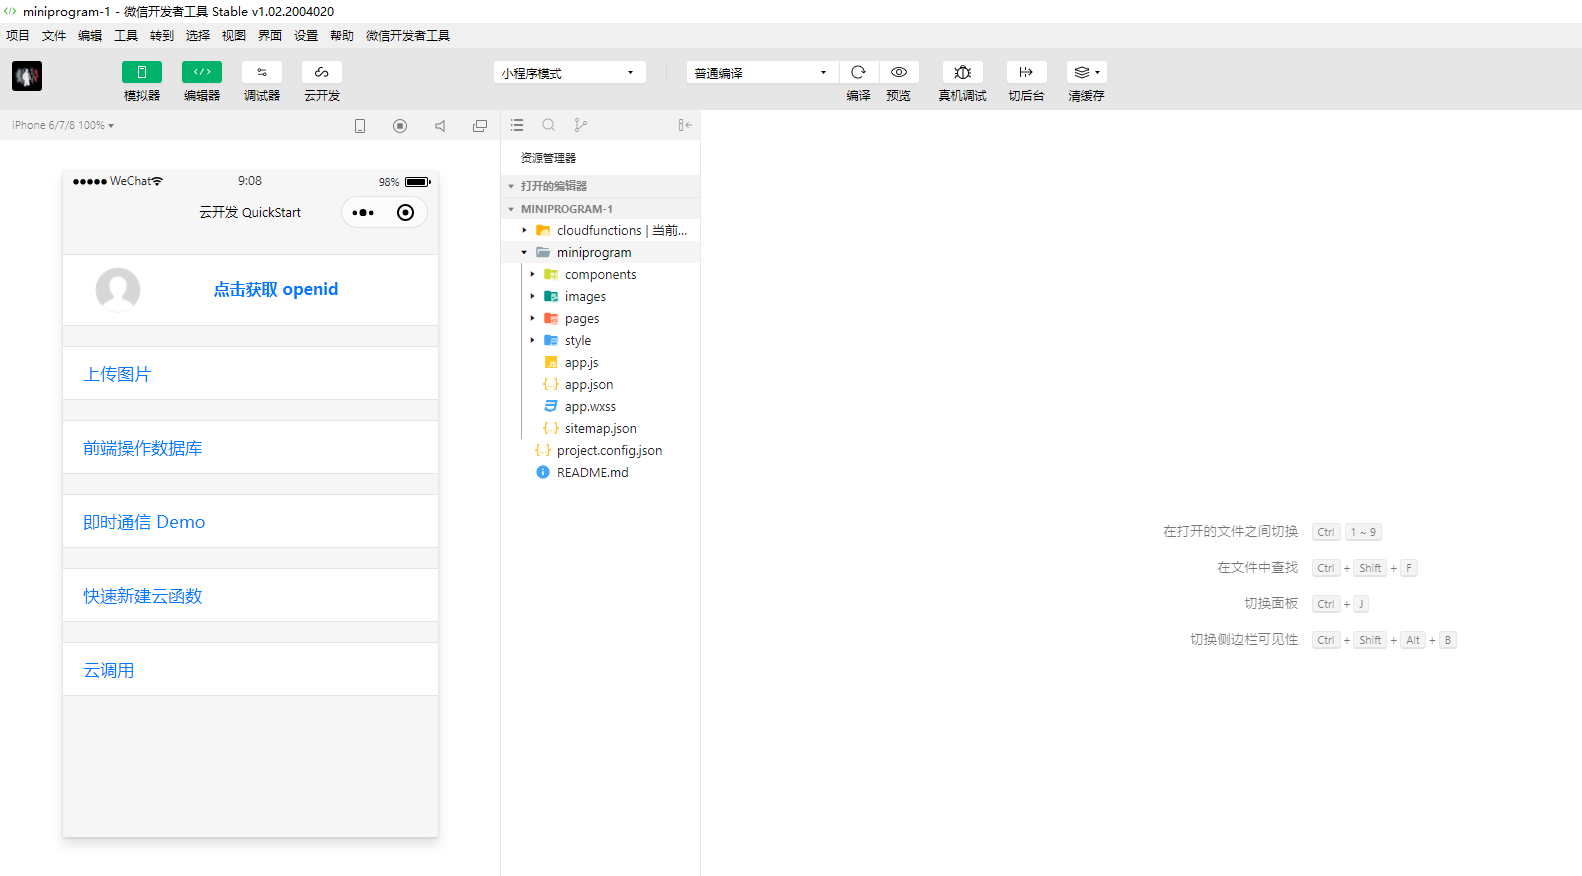 miniprogram-1 - 微信开发者工具 Stable v1.02.2004020
项目 文件 编辑 工具 转到 选择 视图 界面 设置 帮助 微信开发者工具
模拟器 编辑器 调试器 云开发
小程序模式 普通编译
编译 预览 真机调试 切后台 清缓存
iPhone 6/7/8 100%
WeChat 9:08 98%
云开发 QuickStart
点击获取 openid
上传图片
前端操作数据库
即时通信 Demo
快速新建云函数
云调用
资源管理器
打开的编辑器
MINIPROGRAM-1
cloudfunctions | 当前...
miniprogram
components
images
pages
style
JS app.js
{..} app.json
app.wxss
{..} sitemap.json
{..} project.config.json
README.md
在打开的文件之间切换 Ctrl 1 ~ 9
在文件中查找 Ctrl + Shift + F
切换面板 Ctrl + J
切换侧边栏可见性 Ctrl + Shift + Alt + B